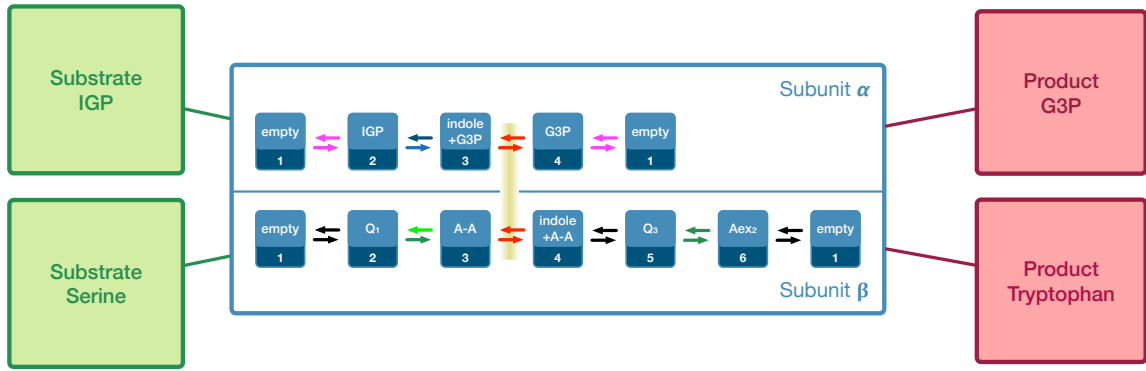 Substrate
IGP
Product
G3P
Subunit α
empty
1
IGP
2
indole
+G3P
3
G3P
4
empty
1
Substrate
Serine
Product
Tryptophan
empty
1
Q₁
2
A-A
3
indole
+A-A
4
Q₃
5
Aex₂
6
empty
1
Subunit β